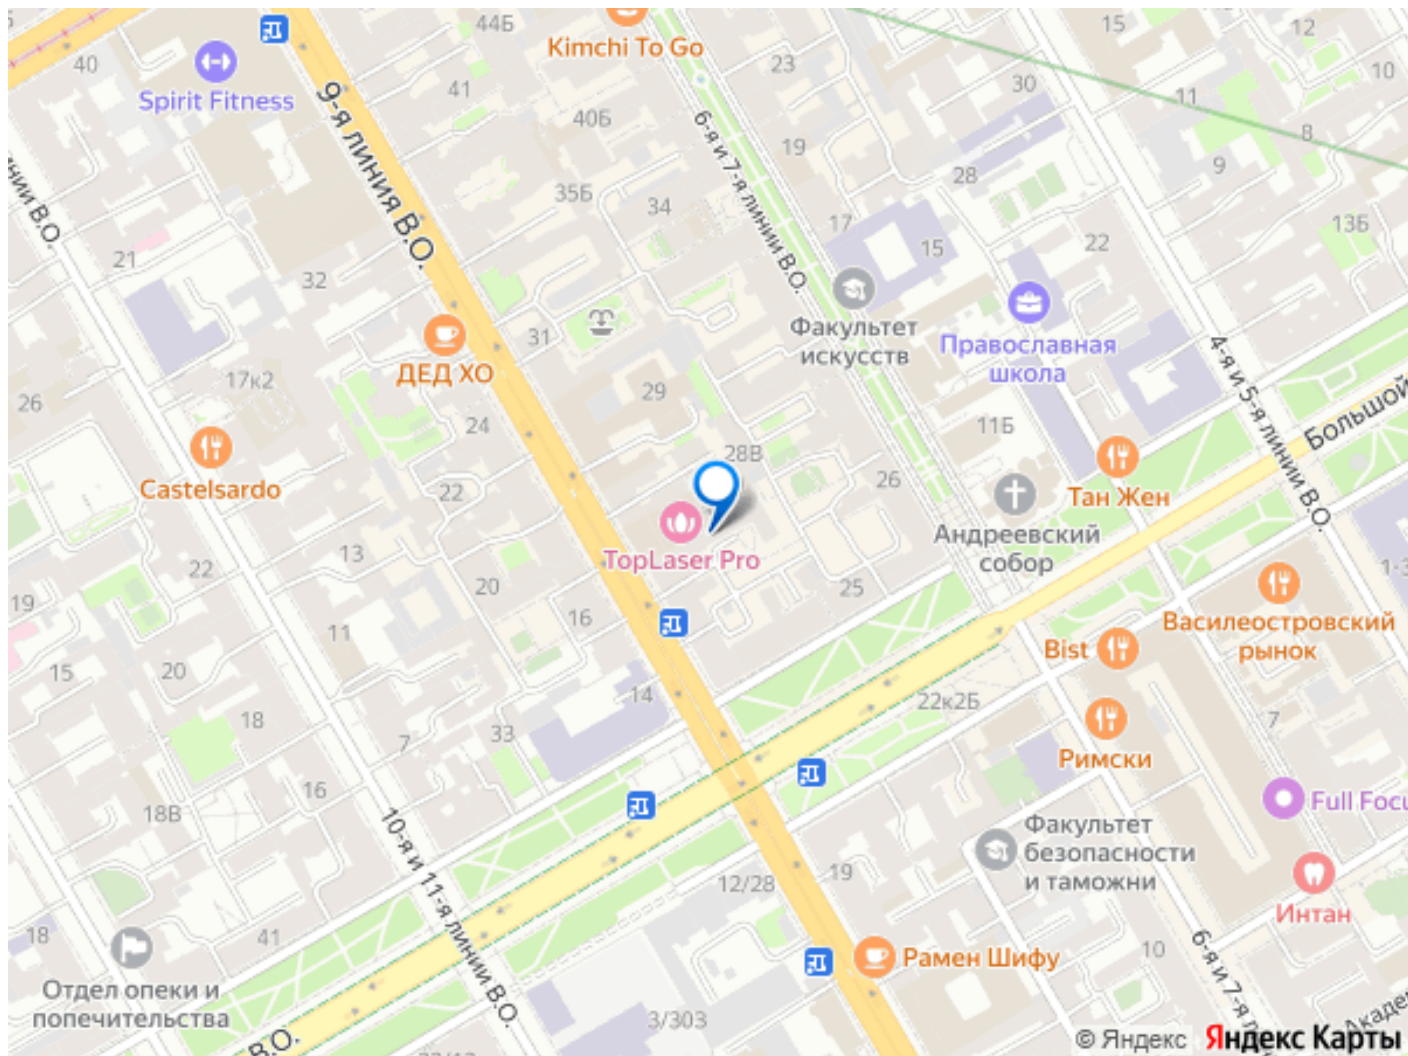 44Б
15
12
Kimchi To Go
40
23
10
Spirit Fitness
41
30
11
9-я линия В.О.
40Б
6-я и 7-я линии В.О.
19
8
9
35Б
28
34
17
13Б
линии В.О.
15
22
21
32
31
Факультет
искусств
Православная
школа
4-я и 5-я линии В.О.
ДЕД ХО
17к2
29
26
24
11Б
Большой
28В
26
Castelsardo
22
Тан Жен
Андреевский
собор
13
TopLaser Pro
22
20
25
1-3
19
16
11
Василеостровский
рынок
Bist
15
20
14
22к2Б
18
7
33
7
Римски
16
18В
10-я и 11-я линии В.О.
Full Focu
Факультет
безопасности
и таможни
19
12/28
Интан
18
41
6-я и 7-я л
10
Рамен Шифу
Отдел опеки и
попечительства
3/303
В.О.
Акаде
© Яндекс Яндекс Карты